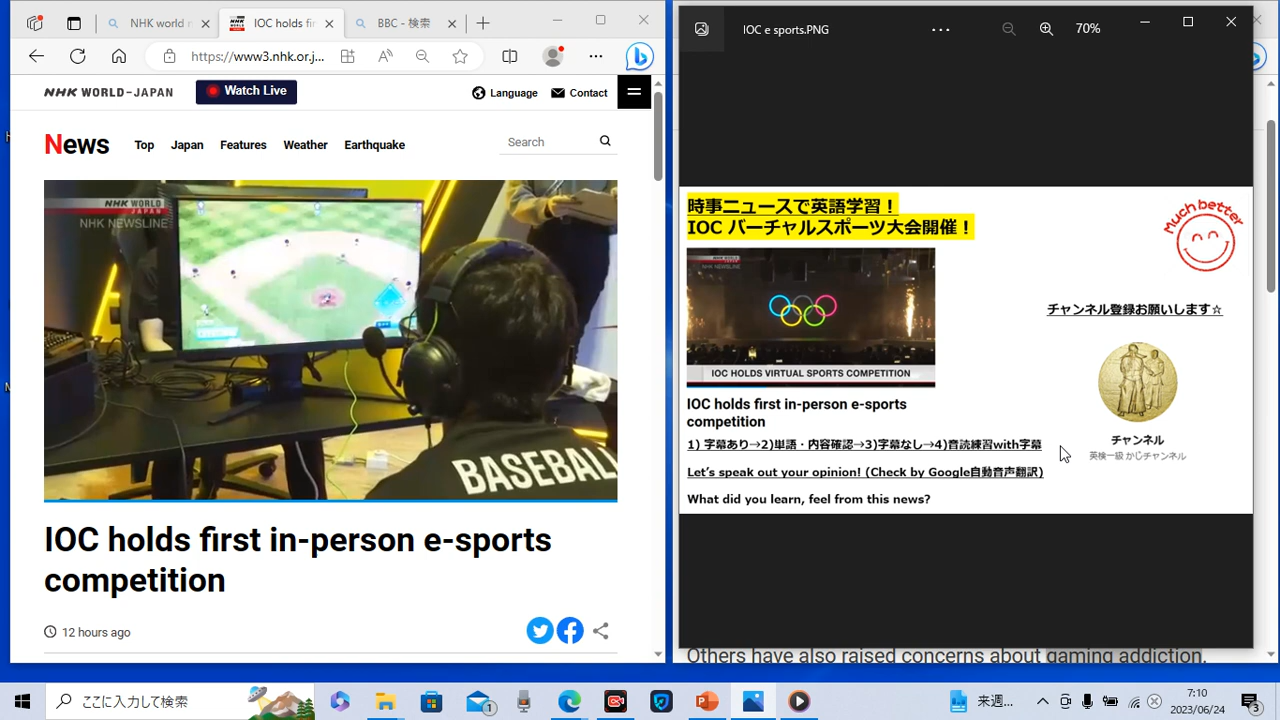 NHK world n
IOC holds fir
BBC - 検索
https://www3.nhk.or.j...
NHK WORLD-JAPAN
Watch Live
Language
Contact
News
Top
Japan
Features
Weather
Earthquake
Search
NHK WORLD
JAPAN
NHK NEWSLINE
BASEBALL
IOC holds first in-person e-sports
competition
12 hours ago
IOC e sports.PNG
70%
時事ニュースで英語学習！
IOC バーチャルスポーツ大会開催！
Much better
NHK WORLD
JAPAN
NHK NEWSLINE
IOC HOLDS VIRTUAL SPORTS COMPETITION
チャンネル登録お願いします☆
IOC holds first in-person e-sports
competition
1) 字幕あり→2)単語・内容確認→3)字幕なし→4)音読練習with字幕
Let's speak out your opinion! (Check by Google自動音声翻訳)
What did you learn, feel from this news?
チャンネル
英検一級 かじチャンネル
Others have also raised concerns about gaming addiction.
ここに入力して検索
1
来週...
7:10
2023/06/24
3